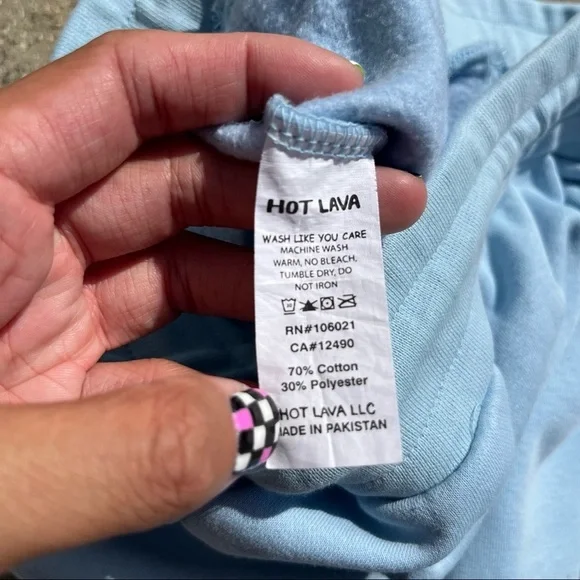 HOT LAVA
WASH LIKE YOU CARE
MACHINE WASH
WARM, NO BLEACH,
TUMBLE DRY, DO
NOT IRON
RN#106021
CA#12490
70% Cotton
30% Polyester
HOT LAVA LLC
ADE IN PAKISTAN